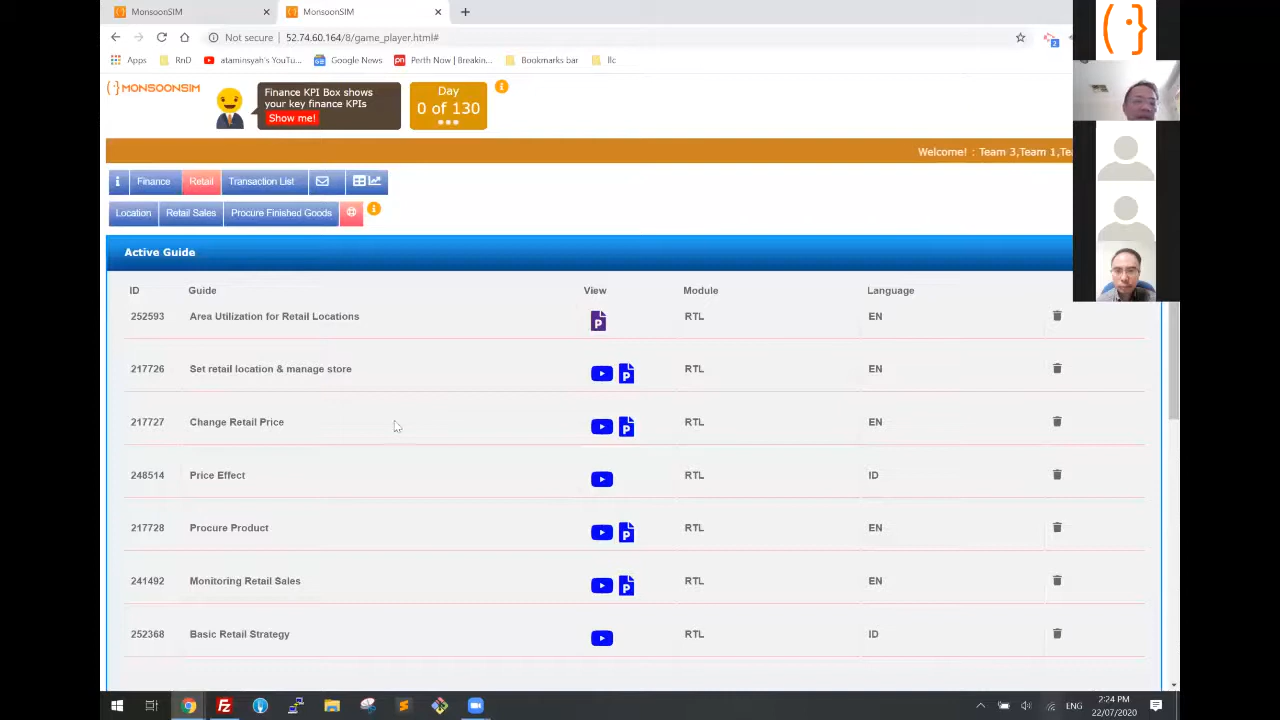 MonsoonSIM
MonsoonSIM
Not secure
52.74.60.164/8/game_player.html#
Apps
RnD
ataminsyah's YouT...
Google News
Perth Now | Breakin...
Bookmarks bar
llc
2
MONSOONSIM
Finance KPI Box shows
your key finance KPIs
Show me!
Day
0 of 130
Welcome! : Team 3,Team 1,Te
Finance
Retail
Transaction List
Location
Retail Sales
Procure Finished Goods
Active Guide
ID Guide View Module Language
252593 Area Utilization for Retail Locations RTL EN
217726 Set retail location & manage store RTL EN
217727 Change Retail Price RTL EN
248514 Price Effect RTL ID
217728 Procure Product RTL EN
241492 Monitoring Retail Sales RTL EN
252368 Basic Retail Strategy RTL ID
ENG
2:24 PM
22/07/2020